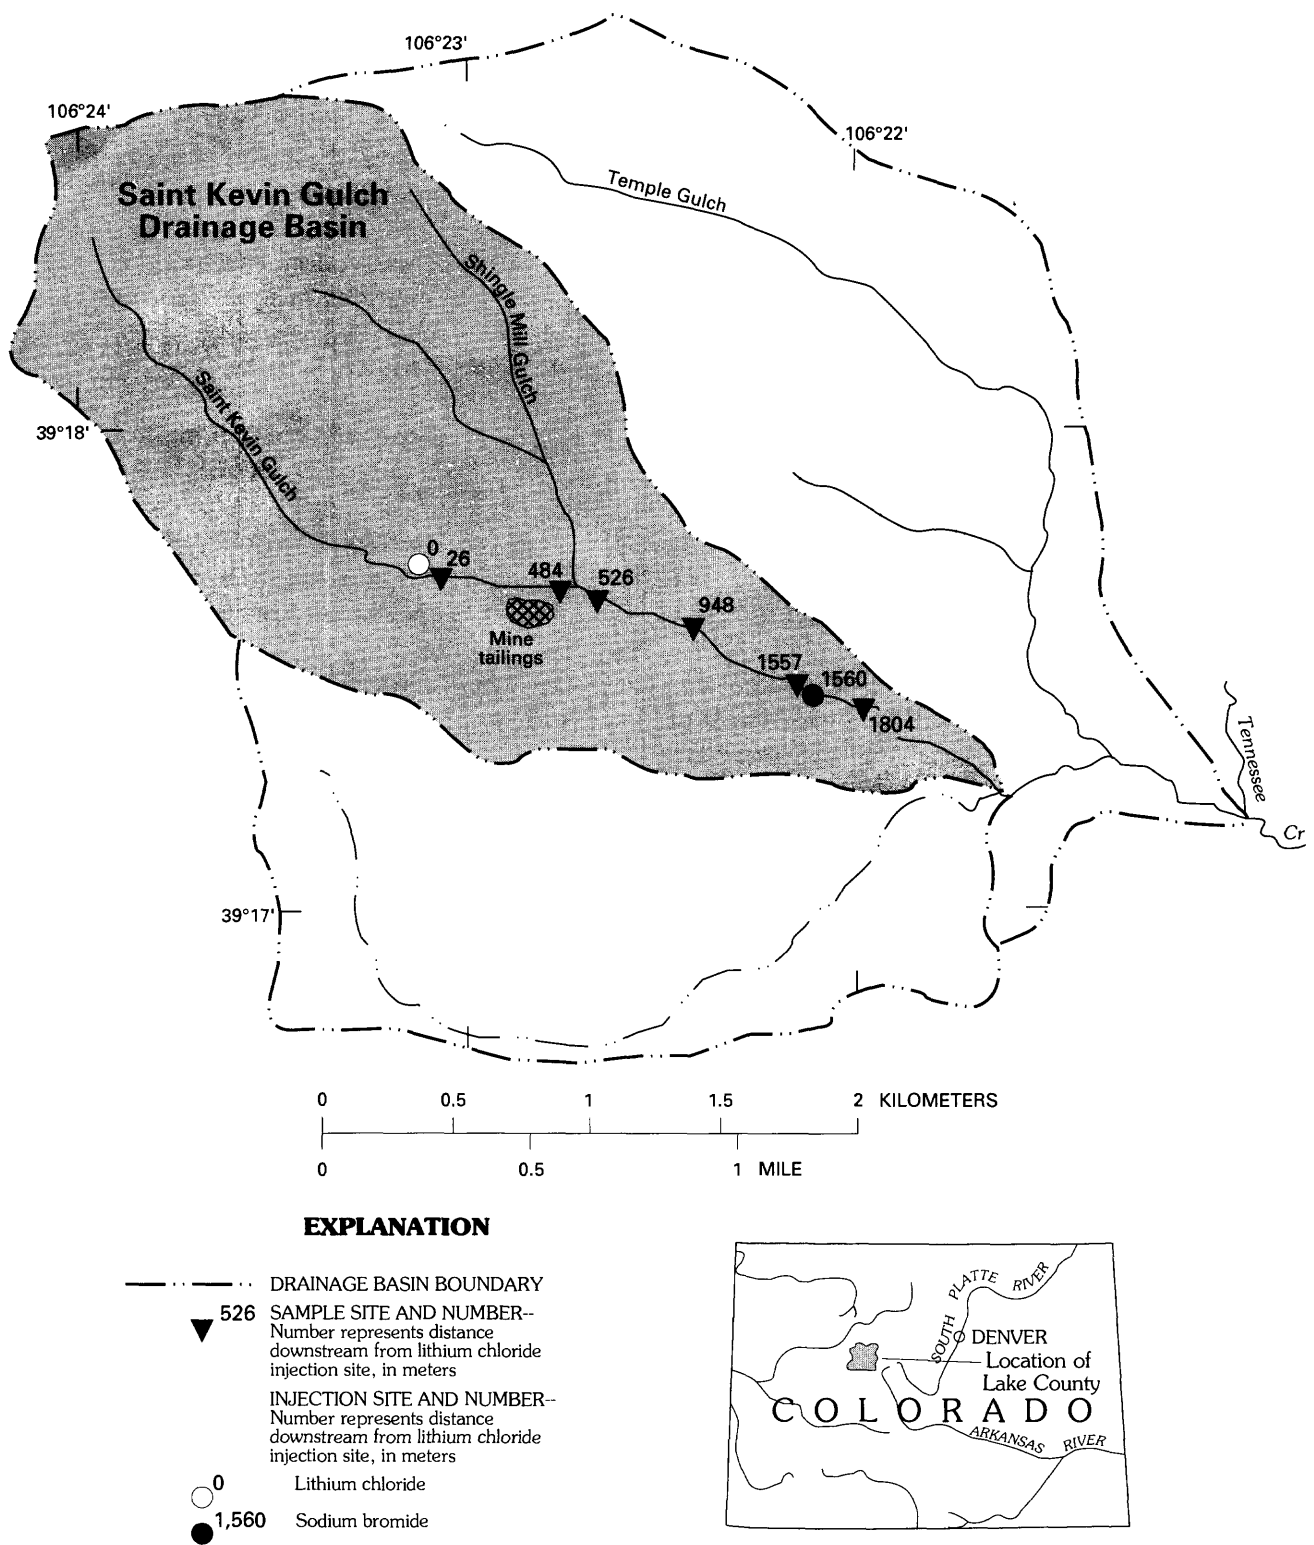 106°23'
106°24'
106°22'
Saint Kevin Gulch
Drainage Basin
Temple Gulch
Shingle Mill Gulch
Saint Kevin Gulch
39°18'
0
26
484
526
948
Mine
tailings
1557
1560
1804
Tennessee
Cr
39°17'
0 0.5 1 1.5 2 KILOMETERS
0 0.5 1 MILE
EXPLANATION
DRAINAGE BASIN BOUNDARY
526 SAMPLE SITE AND NUMBER--
Number represents distance
downstream from lithium chloride
injection site, in meters
INJECTION SITE AND NUMBER--
Number represents distance
downstream from lithium chloride
injection site, in meters
0 Lithium chloride
1,560 Sodium bromide
SOUTH PLATTE RIVER
DENVER
Location of
Lake County
COLORADO
ARKANSAS RIVER